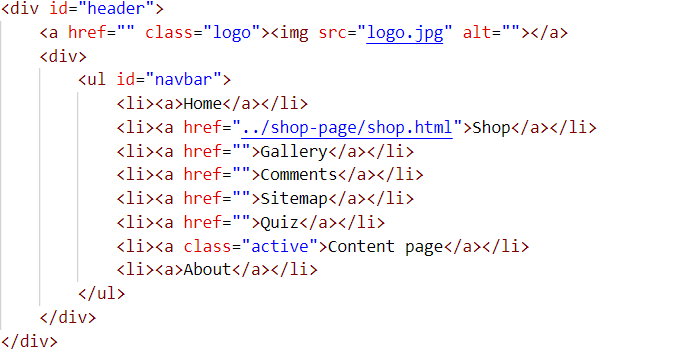 <div id="header">
<a href="" class="logo"><img src="logo.jpg" alt=""></a>
<div>
<ul id="navbar">
<li><a>Home</a></li>
<li><a href="../shop-page/shop.html">Shop</a></li>
<li><a href="">Gallery</a></li>
<li><a href="">Comments</a></li>
<li><a href="">Sitemap</a></li>
<li><a href="">Quiz</a></li>
<li><a class="active">Content page</a></li>
<li><a>About</a></li>
</ul>
</div>
</div>